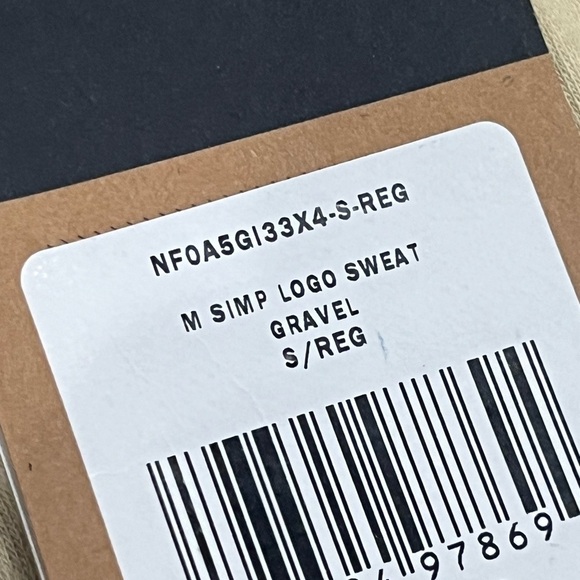 NF0A5GI33X4-S-REG
M SIMP LOGO SWEAT
GRAVEL
S/REG
97869